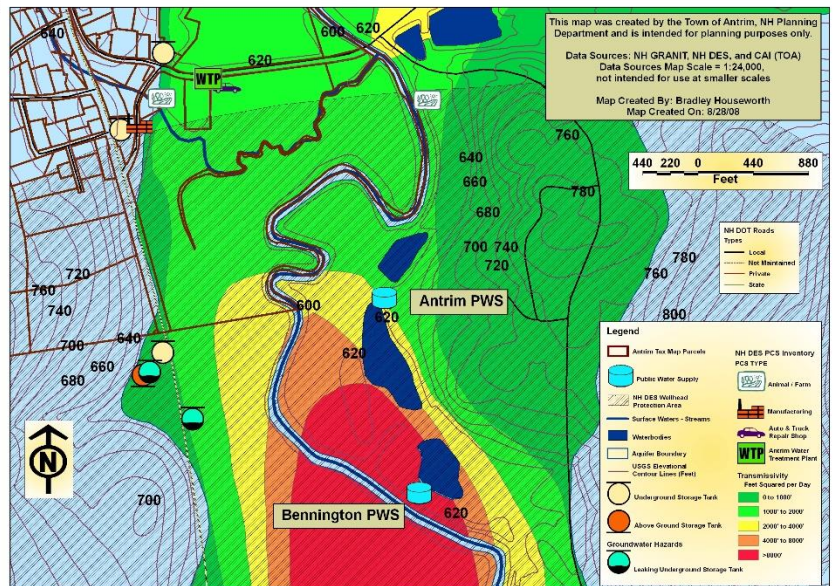 This map was created by the Town of Antrim, NH Planning
Department and is intended for planning purposes only.
Data Sources: NH GRANIT, NH DES, and CAI (TOA)
Data Sources Map Scale = 1:24,000,
not intended for use at smaller scales
Map Created By: Bradley Houseworth
Map Created On: 8/28/08
440 220 0 440 880
Feet
NH DOT Roads
Types
Local
Not Maintained
Private
State
Legend
Antrim Tax Map Parcels
Public Water Supply
NH DES Wellhead
Protection Area
Surface Waters - Streams
Waterbodies
Aquifer Boundary
USGS Elevational
Contour Lines (Feet)
Underground Storage Tank
Above Ground Storage Tank
Groundwater Hazards
Leaking Underground Storage Tank
NH DES PCS Inventory
PCS TYPE
Animal / Farm
Manufacturing
Auto & Truck
Repair Shop
WTP
Antrim Water
Treatment Plant
Transmissivity
Feet Squared per Day
0 to 1000'
1000' to 2000'
2000' to 4000'
4000' to 8000'
>8000'
640
620
600
620
WTP
760
640
660
780
680
700
740
720
780
760
800
720
760
740
700
640
660
680
600
Antrim PWS
620
620
N
700
Bennington PWS
620